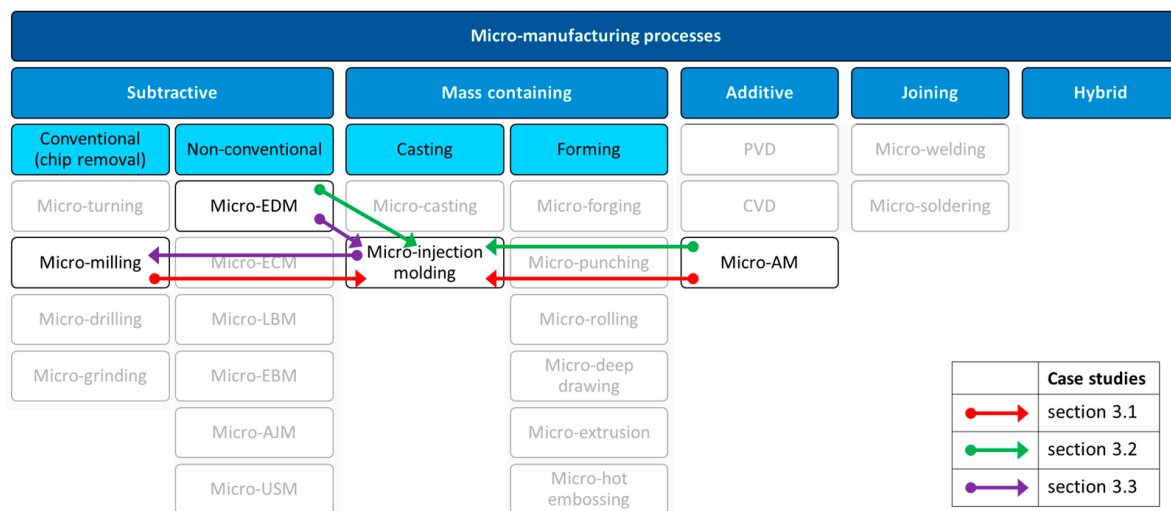 Micro-manufacturing processes
Subtractive
Mass containing
Additive
Joining
Hybrid
Conventional
(chip removal)
Non-conventional
Casting
Forming
PVD
Micro-welding
Micro-turning
Micro-EDM
Micro-casting
Micro-forging
CVD
Micro-soldering
Micro-milling
Micro-ECM
Micro-injection
molding
Micro-punching
Micro-AM
Micro-drilling
Micro-LBM
Micro-rolling
Micro-grinding
Micro-EBM
Micro-deep
drawing
Micro-AJM
Micro-extrusion
Micro-USM
Micro-hot
embossing
Case studies
section 3.1
section 3.2
section 3.3